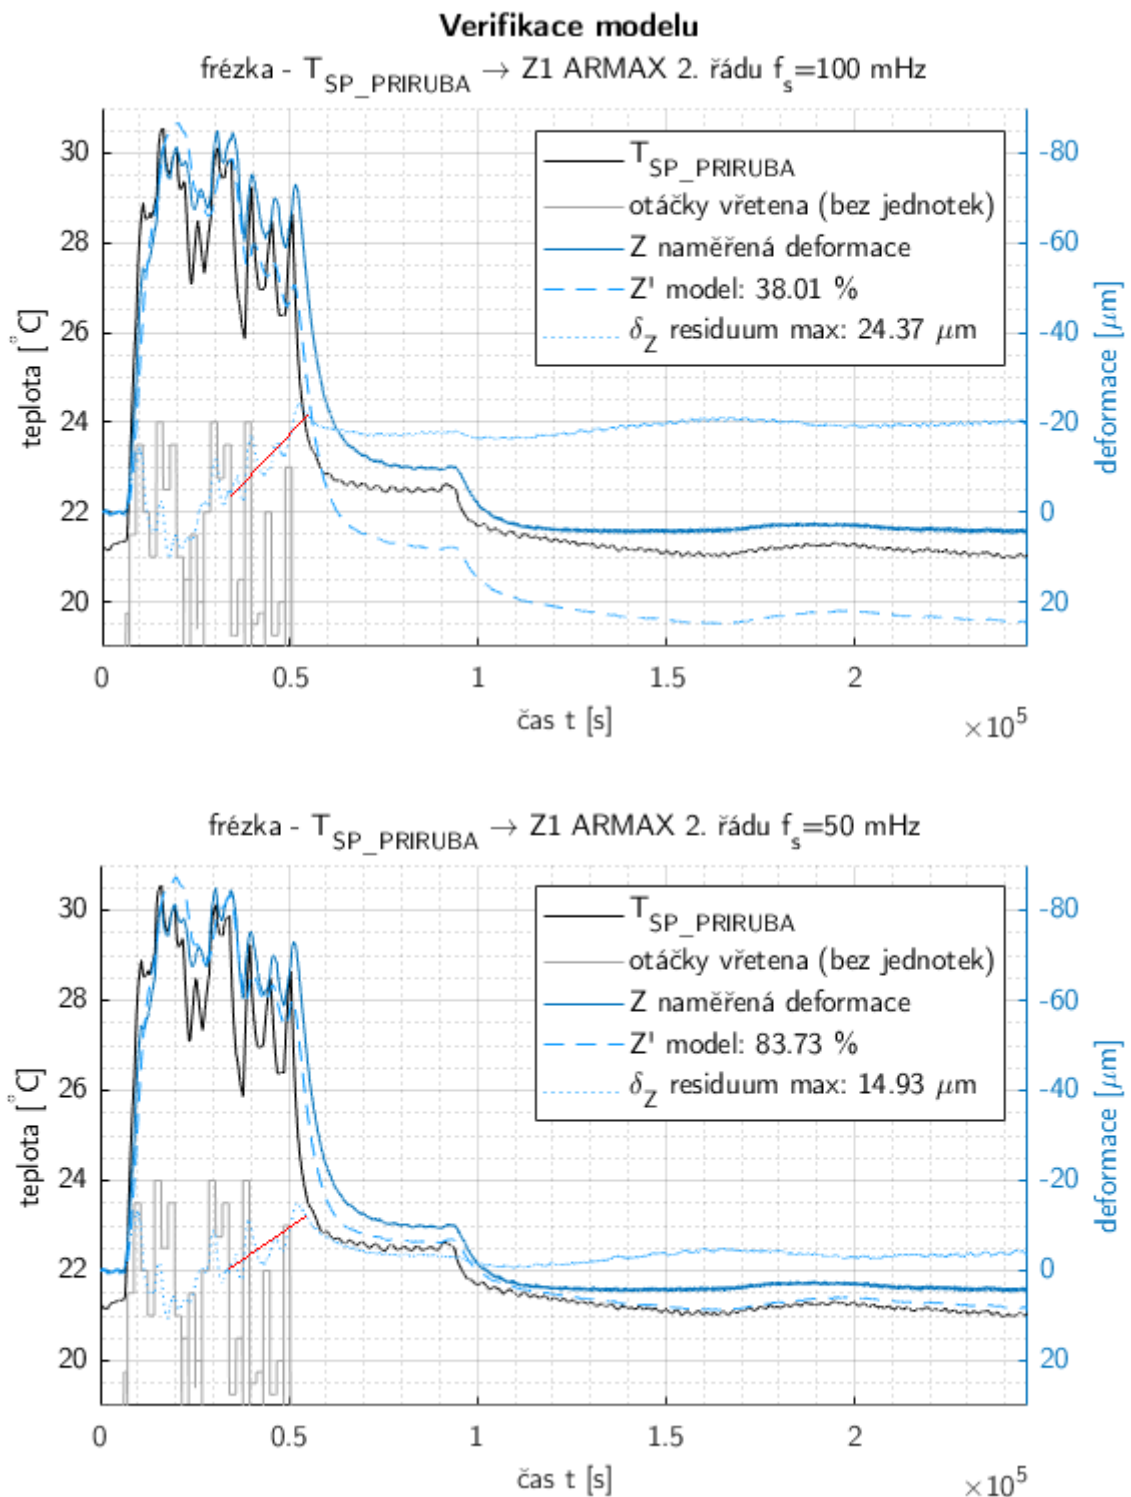 Verifikace modelu
frézka - T_SP_PRIRUBA → Z1 ARMAX 2. řádu f_s=100 mHz
30
28
26
24
22
20
teplota [°C]
-80
-60
-40
-20
0
20
deformace [μm]
T_SP_PRIRUBA
otáčky vřetena (bez jednotek)
Z naměřená deformace
Z' model: 38.01 %
δ_Z residuum max: 24.37 μm
0 0.5 1 1.5 2
čas t [s]
×10^5
frézka - T_SP_PRIRUBA → Z1 ARMAX 2. řádu f_s=50 mHz
30
28
26
24
22
20
teplota [°C]
-80
-60
-40
-20
0
20
deformace [μm]
T_SP_PRIRUBA
otáčky vřetena (bez jednotek)
Z naměřená deformace
Z' model: 83.73 %
δ_Z residuum max: 14.93 μm
0 0.5 1 1.5 2
čas t [s]
×10^5